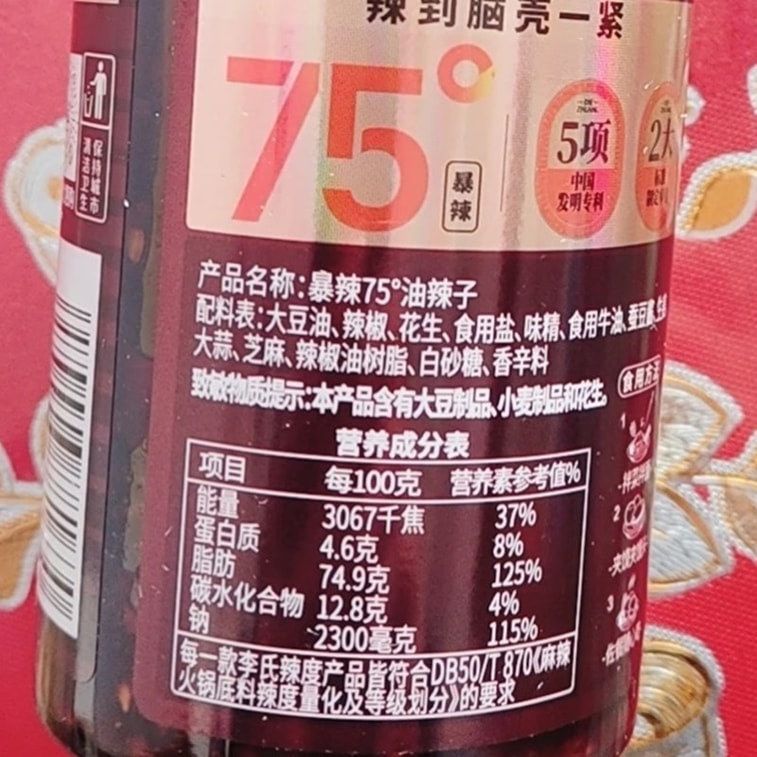 辣到脑壳一紧
75°
暴辣
5项
中国
发明专利
2大
保持城市
清洁卫生
产品名称:暴辣75°油辣子
配料表:大豆油、辣椒、花生、食用盐、味精、食用牛油、蚕豆酱、生姜、
大蒜、芝麻、辣椒油树脂、白砂糖、香辛料
致敏物质提示:本产品含有大豆制品、小麦制品和花生。
食用方法
营养成分表
项目 每100克 营养素参考值%
能量 3067千焦 37%
蛋白质 4.6克 8%
脂肪 74.9克 125%
碳水化合物 12.8克 4%
钠 2300毫克 115%
每一款李氏辣度产品皆符合DB50/T 870《麻辣
火锅底料辣度量化及等级划分》的要求
1
2
3